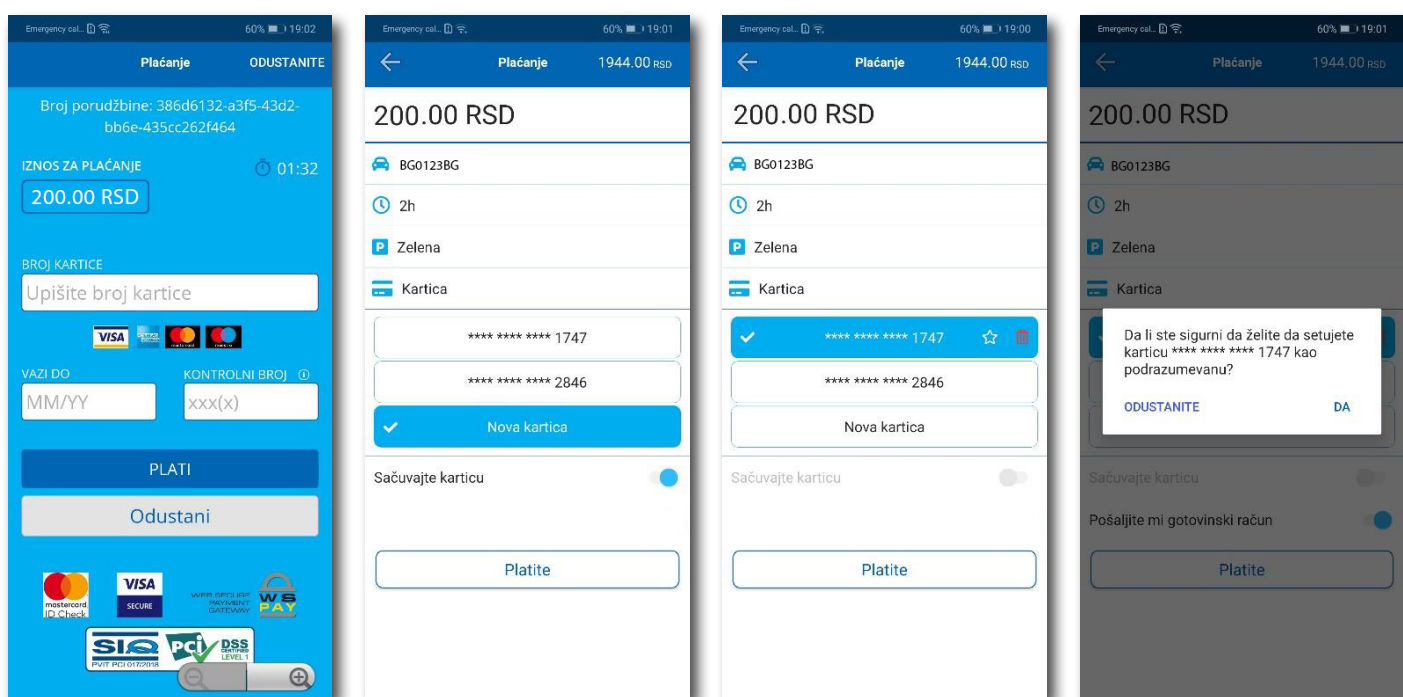 Emergency cal...
60% 19:02
Plaćanje
ODUSTANITE
Broj porudžbine: 386d6132-a3f5-43d2-
bb6e-435cc262f464
IZNOS ZA PLAĆANJE
01:32
200.00 RSD
BROJ KARTICE
Upišite broj kartice
VISA
mastercard
maestro
VAZI DO
KONTROLNI BROJ
MM/YY
xxx(x)
PLATI
Odustani
mastercard
ID Check
VISA
SECURE
WEB SECURE
PAYMENT
GATEWAY
WS
PAY
SIQ
PVIT PCI 017/2018
PCI
DSS
CERTIFIED
LEVEL 1
Emergency cal...
60% 19:01
Plaćanje
1944.00 RSD
200.00 RSD
BG0123BG
2h
P Zelena
Kartica
**** **** **** 1747
**** **** **** 2846
Nova kartica
Sačuvajte karticu
Platite
Emergency cal...
60% 19:00
Plaćanje
1944.00 RSD
200.00 RSD
BG0123BG
2h
P Zelena
Kartica
**** **** **** 1747
**** **** **** 2846
Nova kartica
Sačuvajte karticu
Platite
Emergency cal...
60% 19:01
Plaćanje
1944.00 RSD
200.00 RSD
BG0123BG
2h
P Zelena
Kartica
Da li ste sigurni da želite da setujete
karticu **** **** **** 1747 kao
podrazumevanu?
ODUSTANITE
DA
Sačuvajte karticu
Pošaljite mi gotovinski račun
Platite